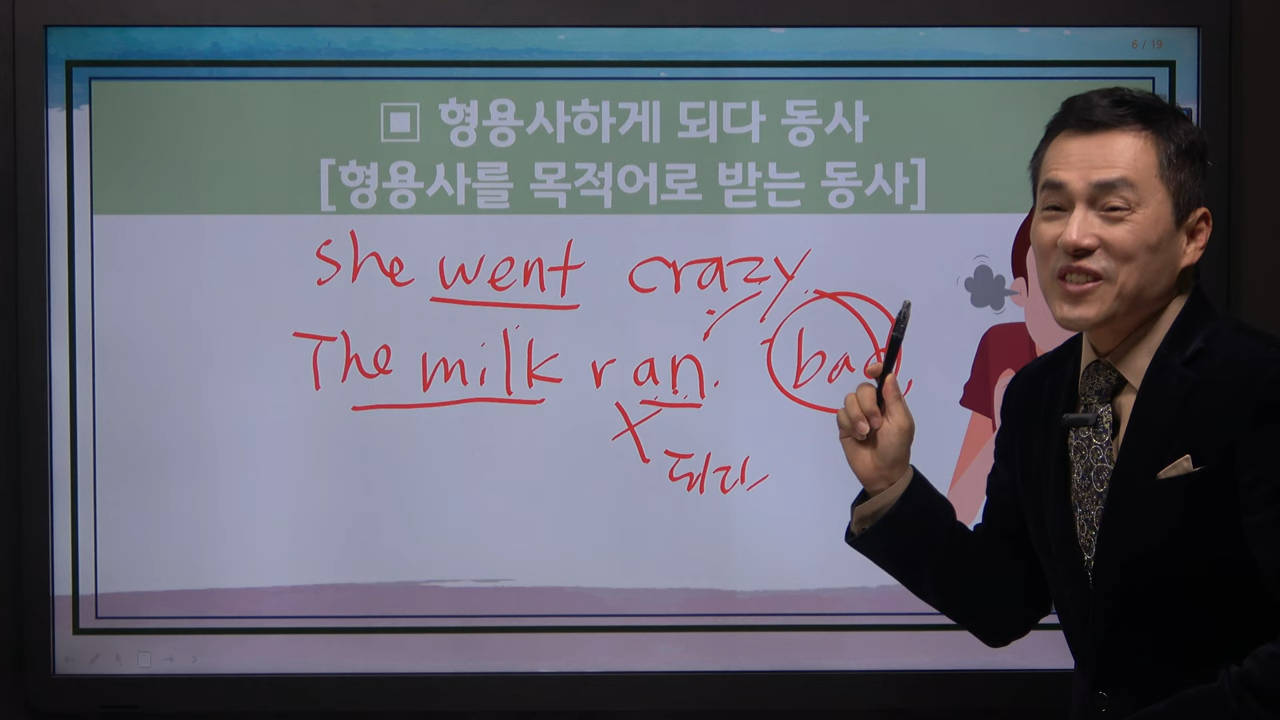 6 / 19
▣ 형용사하게 되다 동사
[형용사를 목적어로 받는 동사]
She went crazy.
The milk ran. bad.
되다